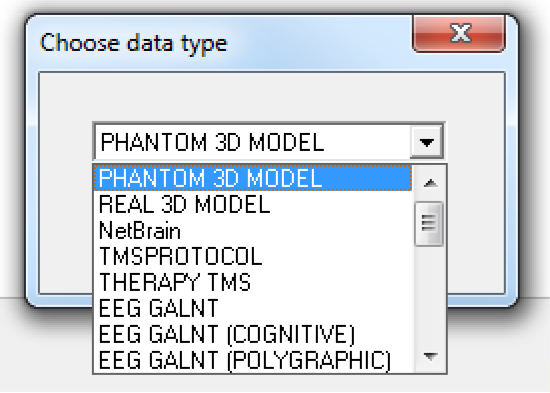 Choose data type
PHANTOM 3D MODEL
PHANTOM 3D MODEL
REAL 3D MODEL
NetBrain
TMSPROTOCOL
THERAPY TMS
EEG GALNT
EEG GALNT (COGNITIVE)
EEG GALNT (POLYGRAPHIC)